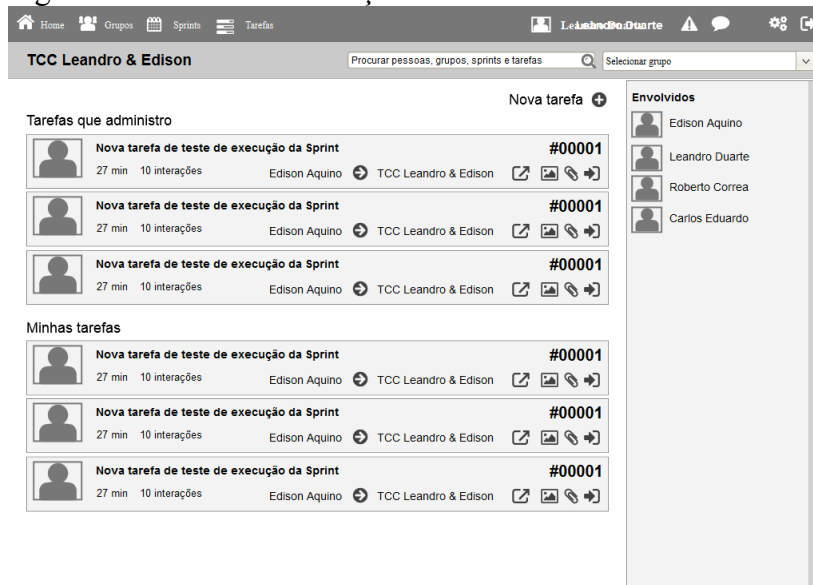 Home Grupos Sprints Tarefas Leandro Duarte
TCC Leandro & Edison Procurar pessoas, grupos, sprints e tarefas Selecionar grupo
Nova tarefa
Tarefas que administro
Nova tarefa de teste de execução da Sprint #00001
27 min 10 interações Edison Aquino TCC Leandro & Edison
Nova tarefa de teste de execução da Sprint #00001
27 min 10 interações Edison Aquino TCC Leandro & Edison
Nova tarefa de teste de execução da Sprint #00001
27 min 10 interações Edison Aquino TCC Leandro & Edison
Minhas tarefas
Nova tarefa de teste de execução da Sprint #00001
27 min 10 interações Edison Aquino TCC Leandro & Edison
Nova tarefa de teste de execução da Sprint #00001
27 min 10 interações Edison Aquino TCC Leandro & Edison
Nova tarefa de teste de execução da Sprint #00001
27 min 10 interações Edison Aquino TCC Leandro & Edison
Envolvidos
Edison Aquino
Leandro Duarte
Roberto Correa
Carlos Eduardo